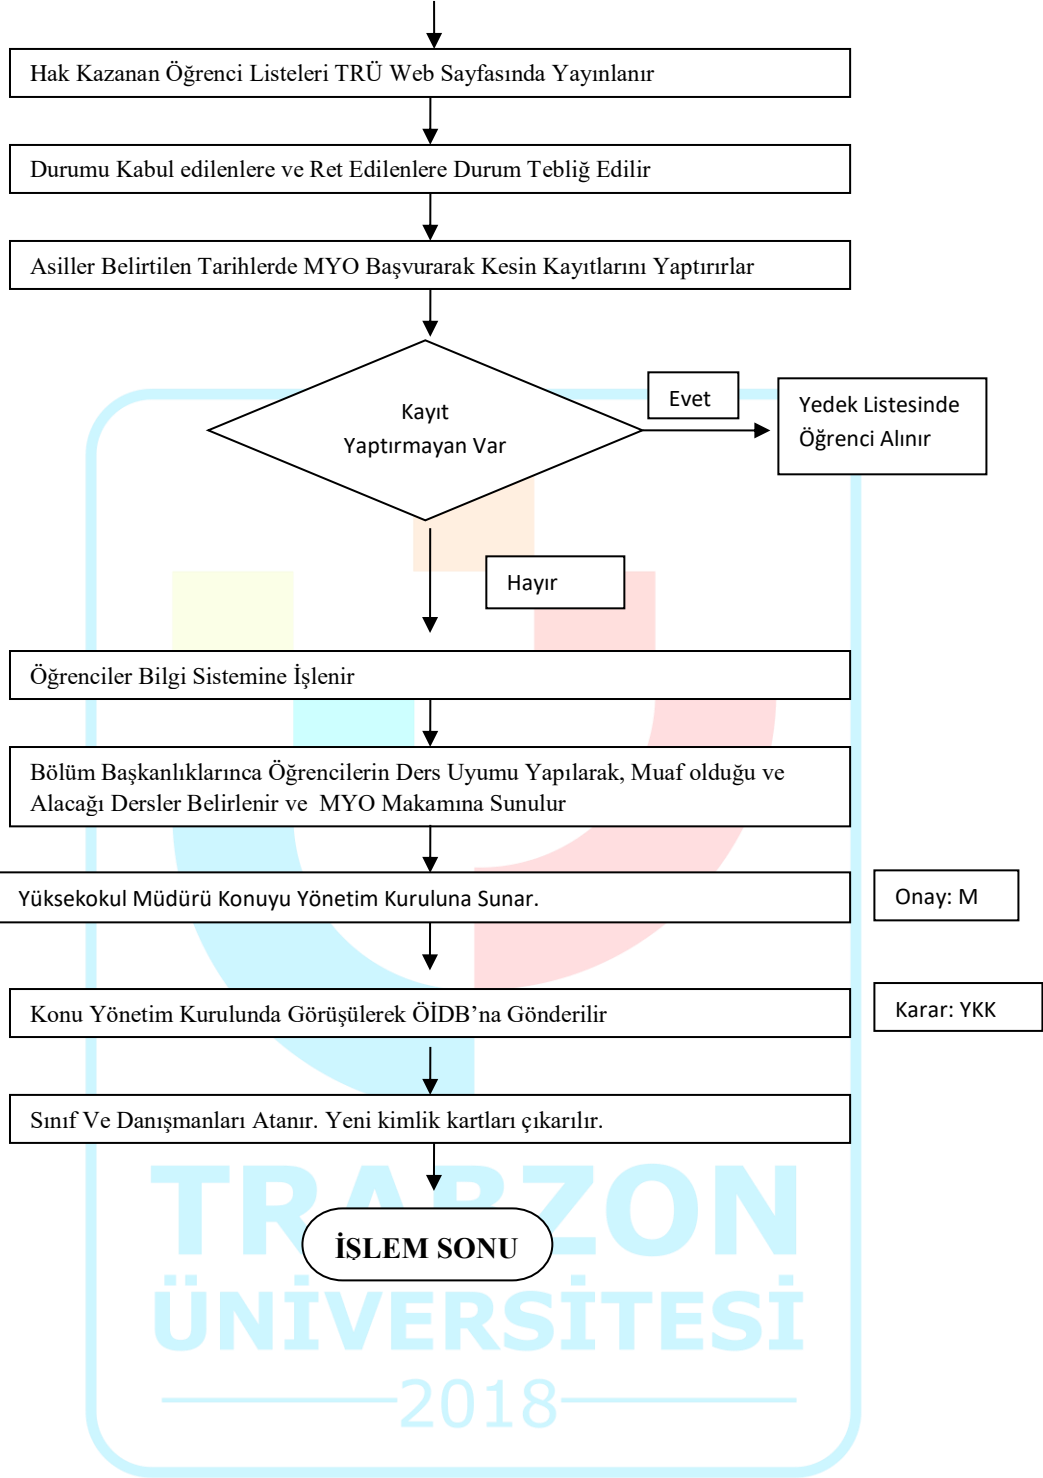 Hak Kazanan Öğrenci Listeleri TRÜ Web Sayfasında Yayınlanır
Durumu Kabul edilenlere ve Ret Edilenlere Durum Tebliğ Edilir
Asiller Belirtilen Tarihlerde MYO Başvurarak Kesin Kayıtlarını Yaptırırlar
Kayıt
Yaptırmayan Var
Evet
Yedek Listesinde
Öğrenci Alınır
Hayır
Öğrenciler Bilgi Sistemine İşlenir
Bölüm Başkanlıklarınca Öğrencilerin Ders Uyumu Yapılarak, Muaf olduğu ve
Alacağı Dersler Belirlenir ve  MYO Makamına Sunulur
Yüksekokul Müdürü Konuyu Yönetim Kuruluna Sunar.
Onay: M
Konu Yönetim Kurulunda Görüşülerek ÖİDB’na Gönderilir
Karar: YKK
Sınıf Ve Danışmanları Atanır. Yeni kimlik kartları çıkarılır.
İŞLEM SONU
TRABZON
ÜNİVERSİTESİ
2018